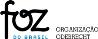 foz
DO BRASIL
ORGANIZAÇÃO
ODEBRECHT